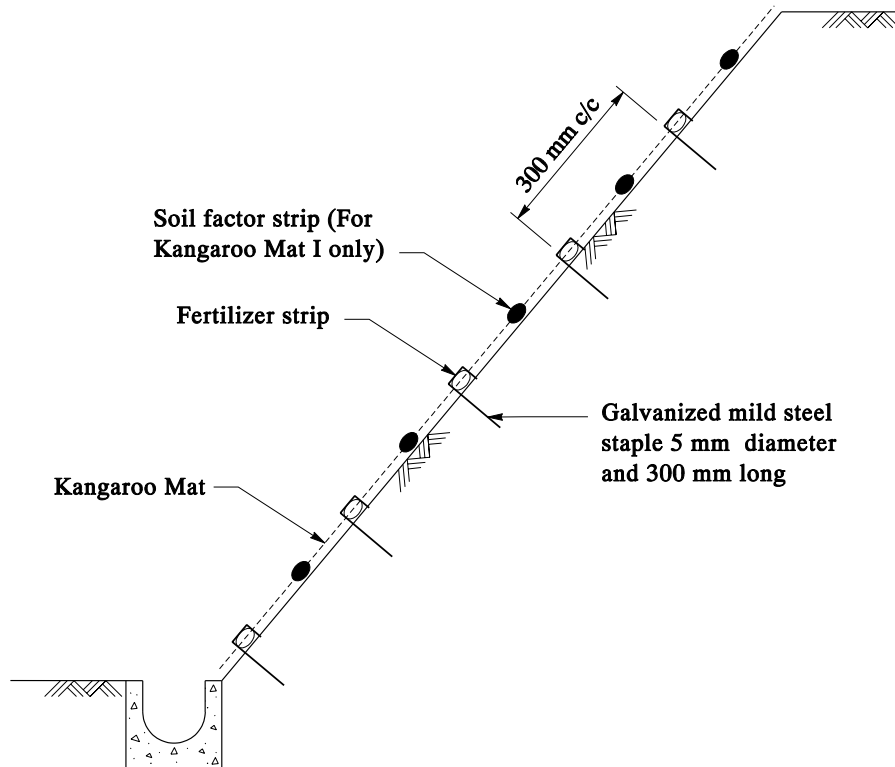 300 mm c/c
Soil factor strip (For
Kangaroo Mat I only)
Fertilizer strip
Galvanized mild steel
staple 5 mm diameter
and 300 mm long
Kangaroo Mat